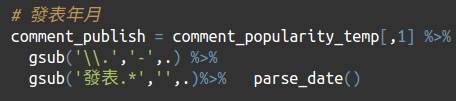 # 發表年月
comment_publish = comment_popularity_temp[,1] %>%
  gsub('\\.','-',.) %>%
  gsub('發表.*','',.)%>%   parse_date()